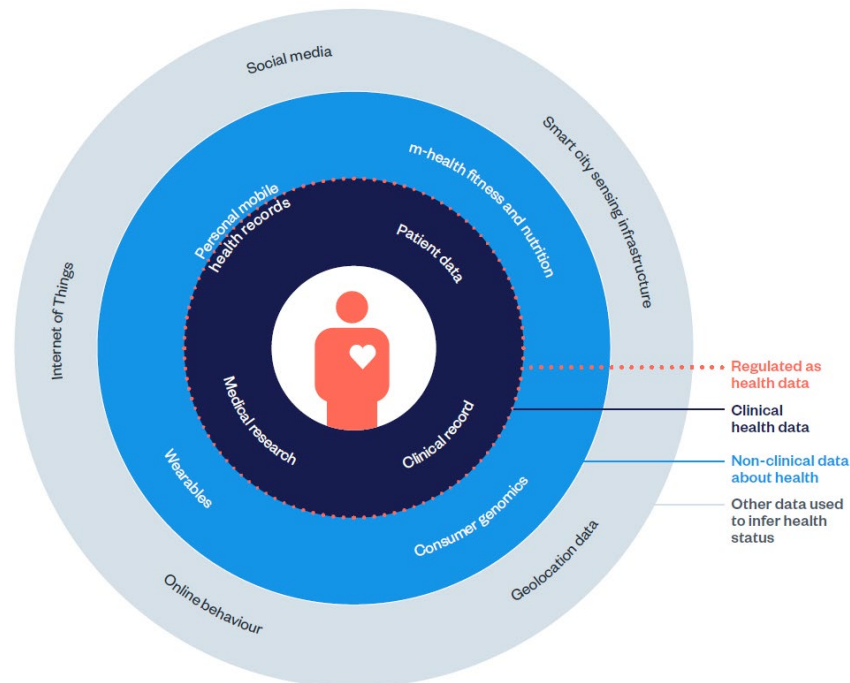 Social media
Smart city sensing infrastructure
m-health fitness and nutrition
Personal mobile
health records
Patient data
Internet of Things
Medical research
Clinical record
Wearables
Consumer genomics
Geolocation data
Online behaviour
Regulated as
health data
Clinical
health data
Non-clinical data
about health
Other data used
to infer health
status